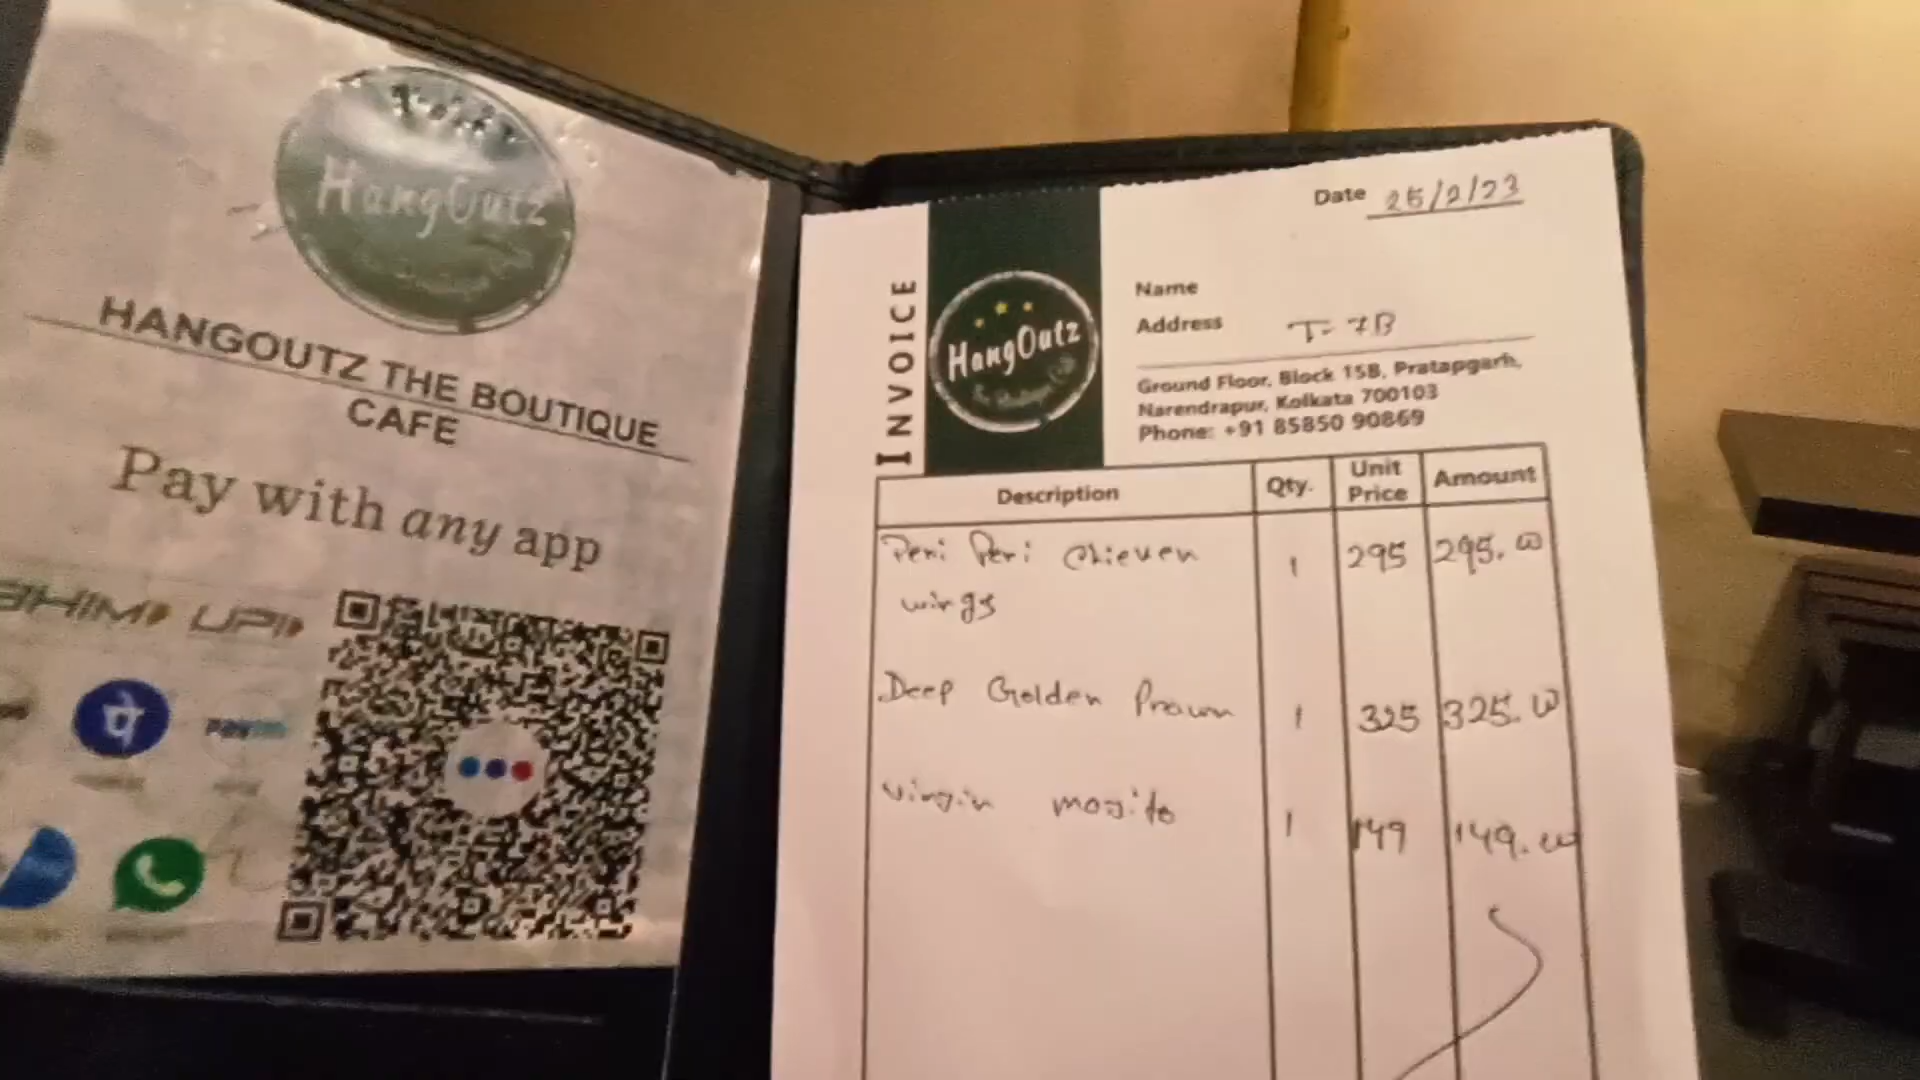 HangOutz
HANGOUTZ THE BOUTIQUE
CAFE
Pay with any app
BHIM UPI
पे
Paytm
INVOICE
HangOutz
Date 25/2/23
Name
Address T-7B
Ground Floor, Block 15B, Pratapgarh,
Narendrapur, Kolkata 700103
Phone: +91 85850 90869
Description Qty. Unit Price Amount
Peri Peri Chieven 1 295 295.00
wings
Deep Golden Prawn 1 325 325.00
Virgin mojito 1 149 149.00